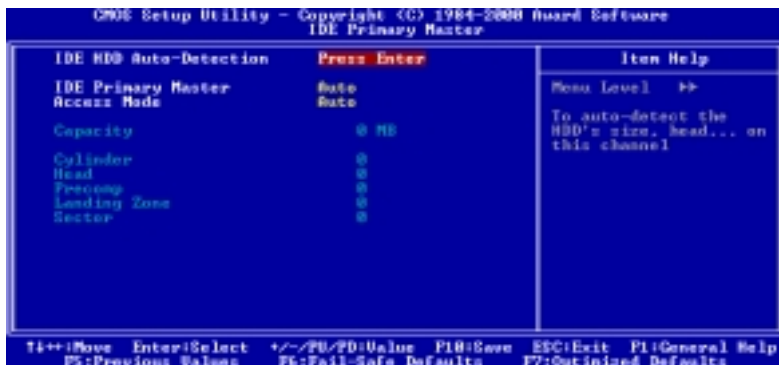 CMOS Setup Utility - Copyright (C) 1984-2000 Award Software
IDE Primary Master
IDE HDD Auto-Detection Press Enter
Item Help
IDE Primary Master Auto
Access Mode Auto
Menu Level ▶▶
To auto-detect the
HDD's size, head... on
this channel
Capacity 0 MB
Cylinder 0
Head 0
Precomp 0
Landing Zone 0
Sector 0
↑↓→←:Move Enter:Select +/-/PU/PD:Value F10:Save ESC:Exit F1:General Help
F5:Previous Values F6:Fail-Safe Defaults F7:Optimized Defaults